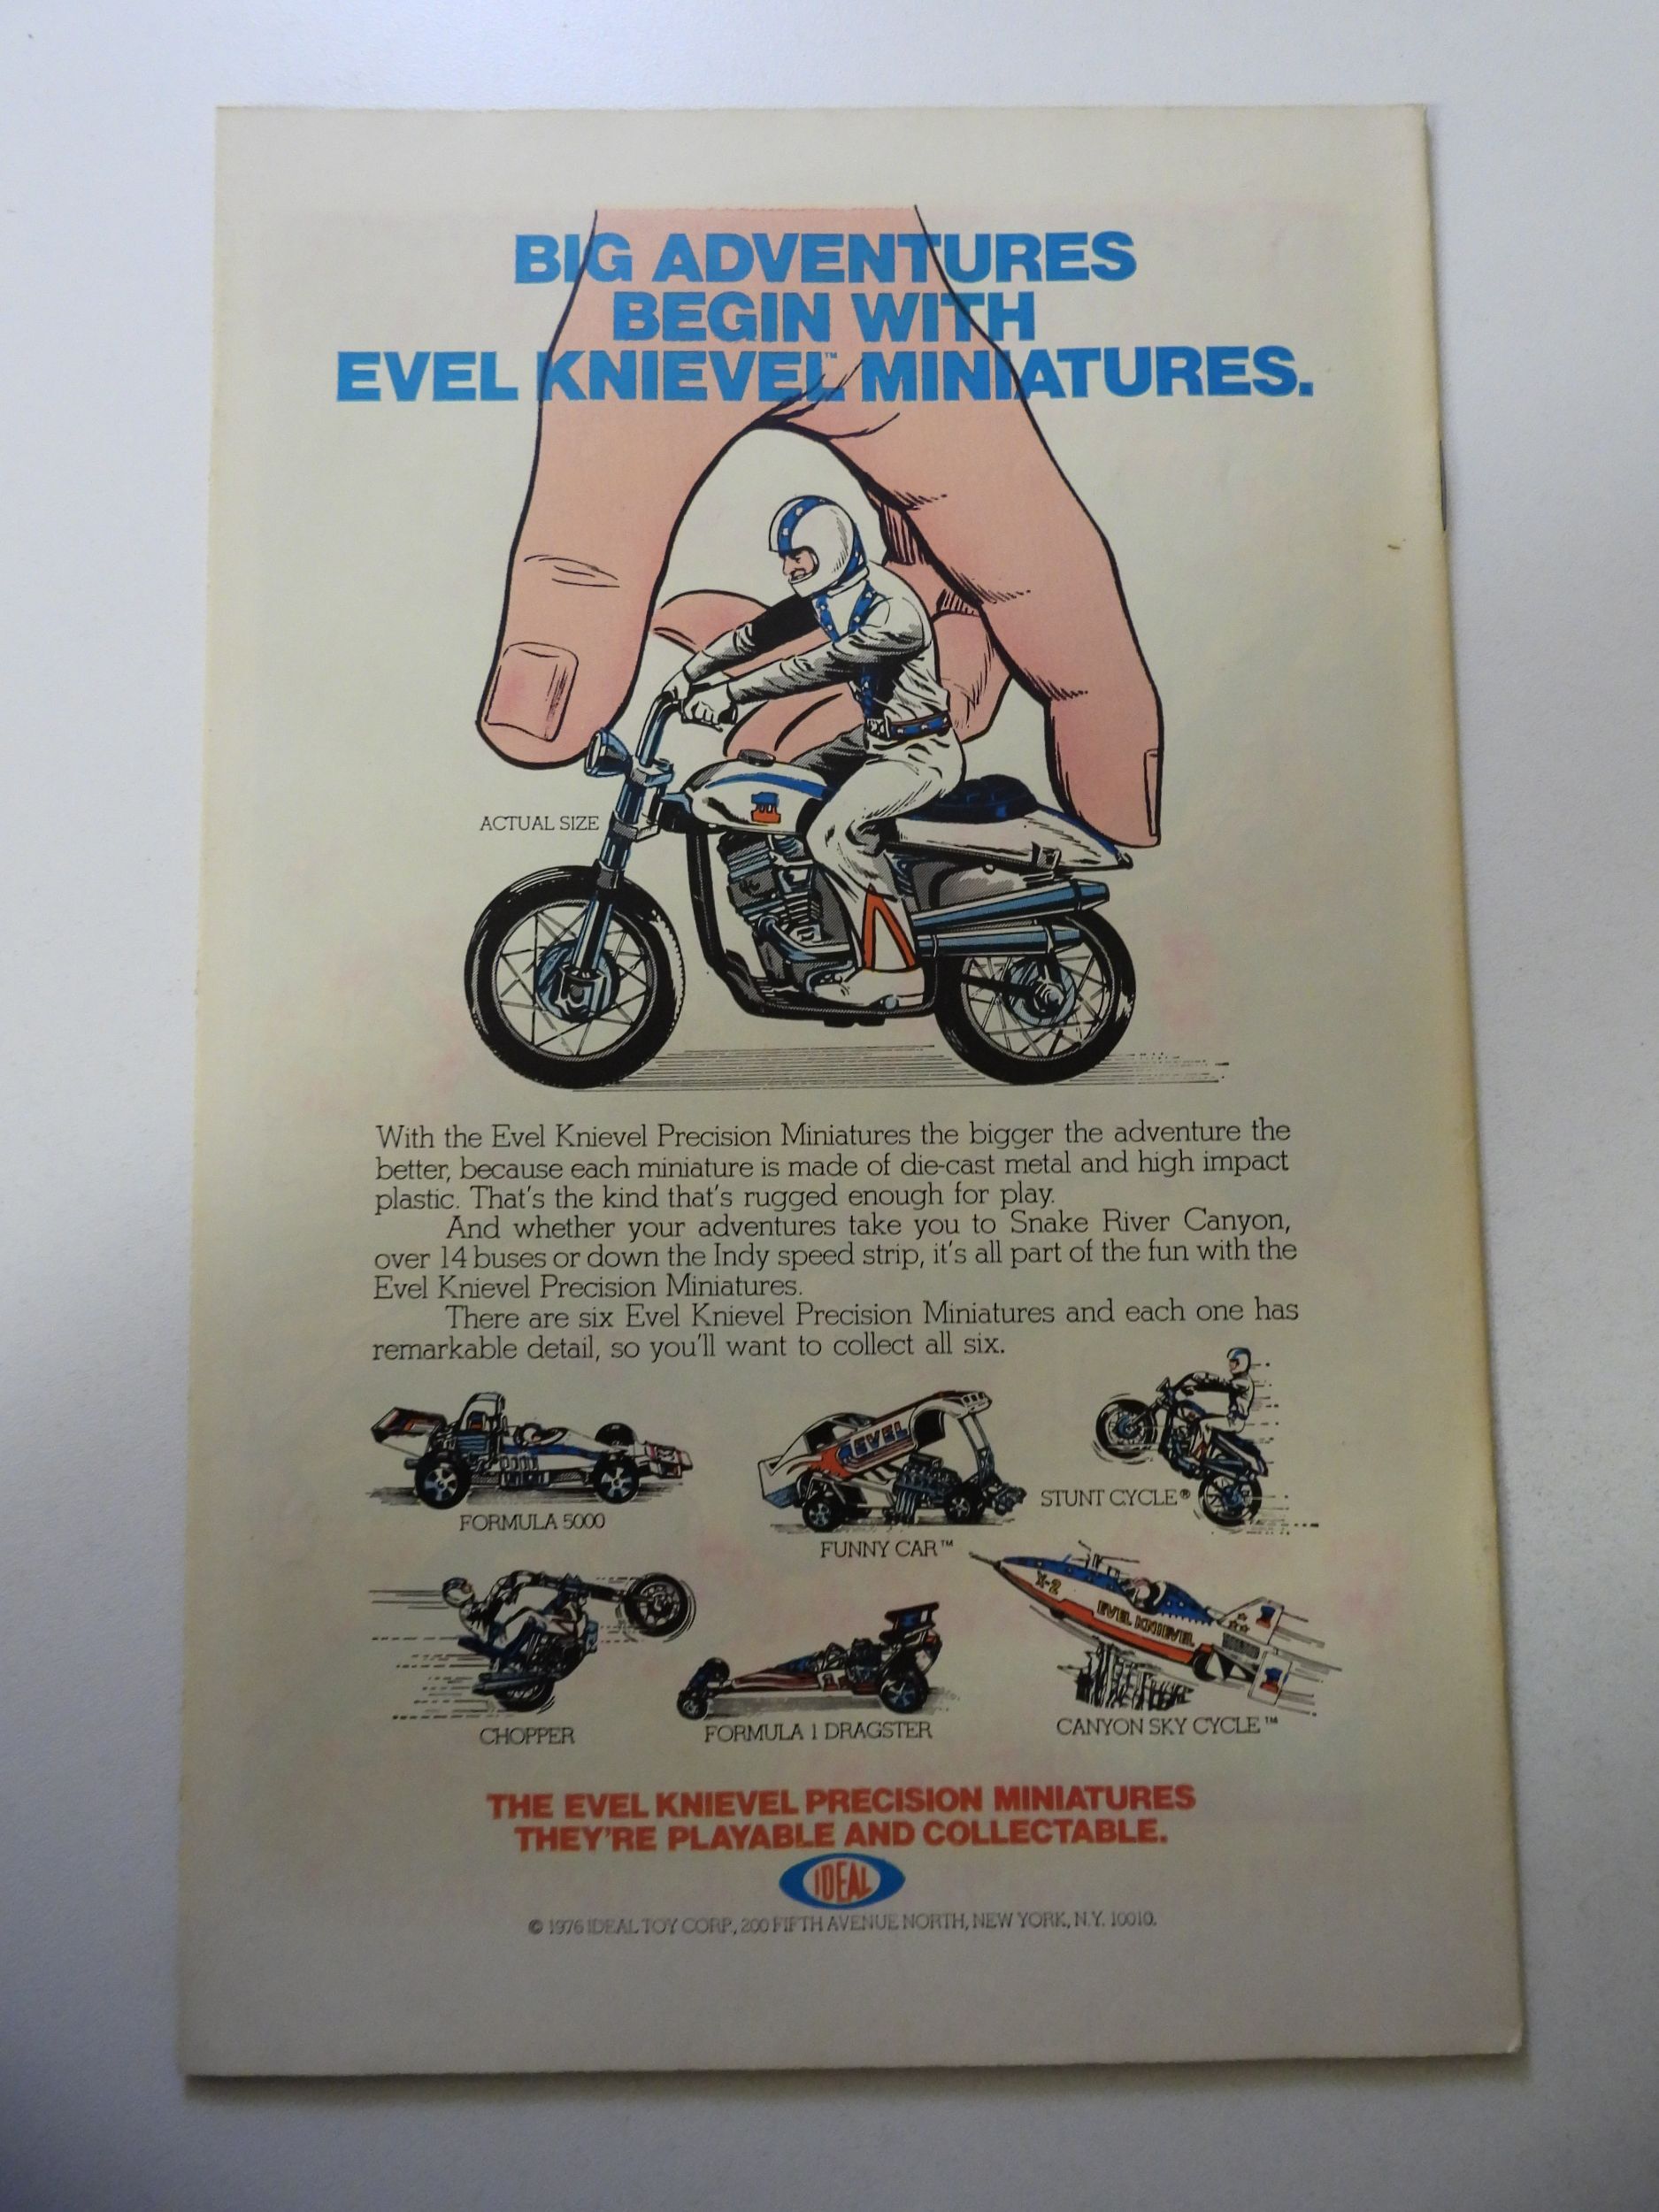 BIG ADVENTURES
BEGIN WITH
EVEL KNIEVEL™ MINIATURES.
ACTUAL SIZE
1
With the Evel Knievel Precision Miniatures the bigger the adventure the
better, because each miniature is made of die-cast metal and high impact
plastic. That's the kind that's rugged enough for play.
And whether your adventures take you to Snake River Canyon,
over 14 buses or down the Indy speed strip, it's all part of the fun with the
Evel Knievel Precision Miniatures.
There are six Evel Knievel Precision Miniatures and each one has
remarkable detail, so you'll want to collect all six.
FORMULA 5000
EVEL
FUNNY CAR™
STUNT CYCLE®
CHOPPER
FORMULA 1 DRAGSTER
X-2
EVEL KNIEVEL
CANYON SKY CYCLE™
THE EVEL KNIEVEL PRECISION MINIATURES
THEY'RE PLAYABLE AND COLLECTABLE.
IDEAL
© 1976 IDEAL TOY CORP., 200 FIFTH AVENUE NORTH, NEW YORK, N.Y. 10010.